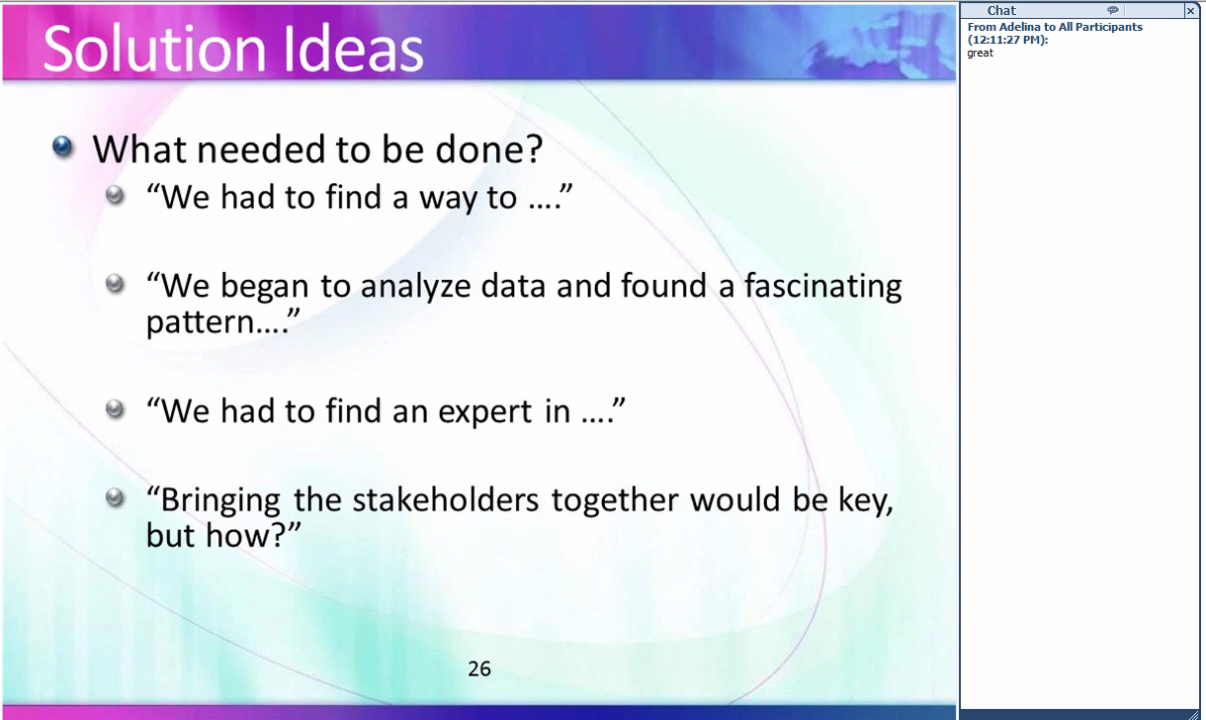 Solution Ideas
What needed to be done?
“We had to find a way to ....”
“We began to analyze data and found a fascinating
pattern....”
“We had to find an expert in ....”
“Bringing the stakeholders together would be key,
but how?”
26
Chat
From Adelina to All Participants
(12:11:27 PM):
great